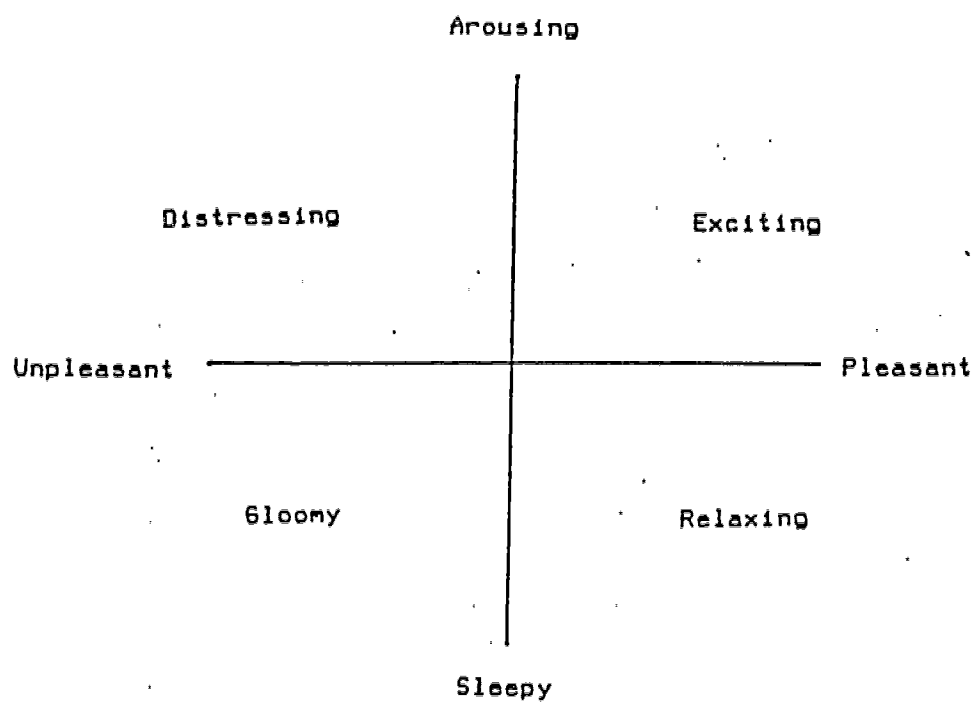 Arousing
Distressing
Exciting
Unpleasant
Pleasant
Gloomy
Relaxing
Sleepy